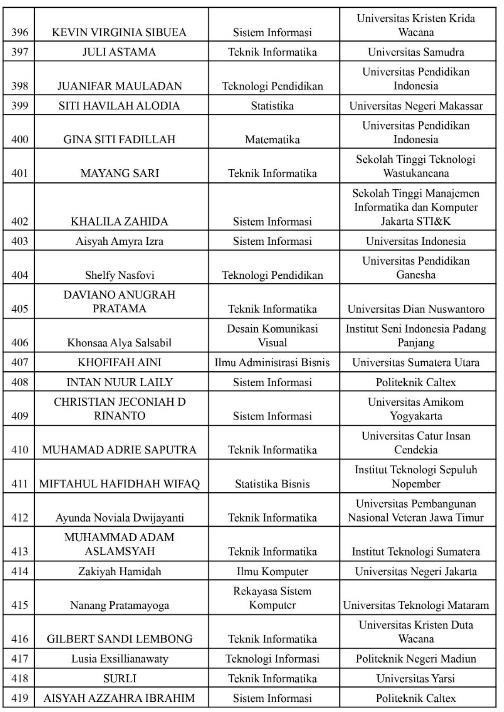 396 KEVIN VIRGINIA SIBUEA Sistem Informasi Universitas Kristen Krida
Wacana
397 JULI ASTAMA Teknik Informatika Universitas Samudra
398 JUANIFAR MAULADAN Teknologi Pendidikan Universitas Pendidikan
Indonesia
399 SITI HAVILAH ALODIA Statistika Universitas Negeri Makassar
400 GINA SITI FADILLAH Matematika Universitas Pendidikan
Indonesia
401 MAYANG SARI Teknik Informatika Sekolah Tinggi Teknologi
Wastukancana
402 KHALILA ZAHIDA Sistem Informasi Sekolah Tinggi Manajemen
Informatika dan Komputer
Jakarta STI&K
403 Aisyah Amyra Izra Sistem Informasi Universitas Indonesia
404 Shelfy Nasfovi Teknologi Pendidikan Universitas Pendidikan
Ganesha
405 DAVIANO ANUGRAH
PRATAMA Teknik Informatika Universitas Dian Nuswantoro
406 Khonsaa Alya Salsabil Desain Komunikasi
Visual Institut Seni Indonesia Padang
Panjang
407 KHOFIFAH AINI Ilmu Administrasi Bisnis Universitas Sumatera Utara
408 INTAN NUUR LAILY Sistem Informasi Politeknik Caltex
409 CHRISTIAN JECONIAH D
RINANTO Sistem Informasi Universitas Amikom
Yogyakarta
410 MUHAMAD ADRIE SAPUTRA Teknik Informatika Universitas Catur Insan
Cendekia
411 MIFTAHUL HAFIDHAH WIFAQ Statistika Bisnis Institut Teknologi Sepuluh
Nopember
412 Ayunda Noviala Dwijayanti Teknik Informatika Universitas Pembangunan
Nasional Veteran Jawa Timur
413 MUHAMMAD ADAM
ASLAMSYAH Teknik Informatika Institut Teknologi Sumatera
414 Zakiyah Hamidah Ilmu Komputer Universitas Negeri Jakarta
415 Nanang Pratamayoga Rekayasa Sistem
Komputer Universitas Teknologi Mataram
416 GILBERT SANDI LEMBONG Teknik Informatika Universitas Kristen Duta
Wacana
417 Lusia Exsillianawaty Teknologi Informasi Politeknik Negeri Madiun
418 SURLI Teknik Informatika Universitas Yarsi
419 AISYAH AZZAHRA IBRAHIM Sistem Informasi Politeknik Caltex